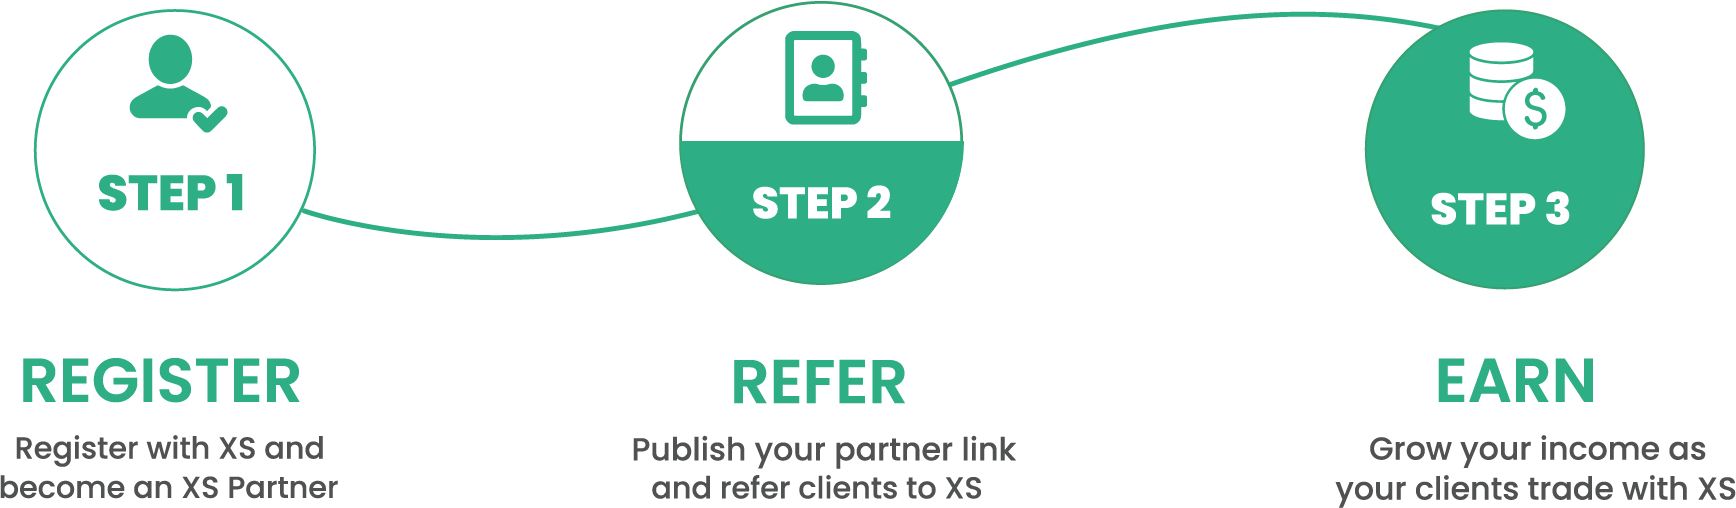 STEP 1
STEP 2
STEP 3
REGISTER
Register with XS and
become an XS Partner
REFER
Publish your partner link
and refer clients to XS
EARN
Grow your income as
your clients trade with XS